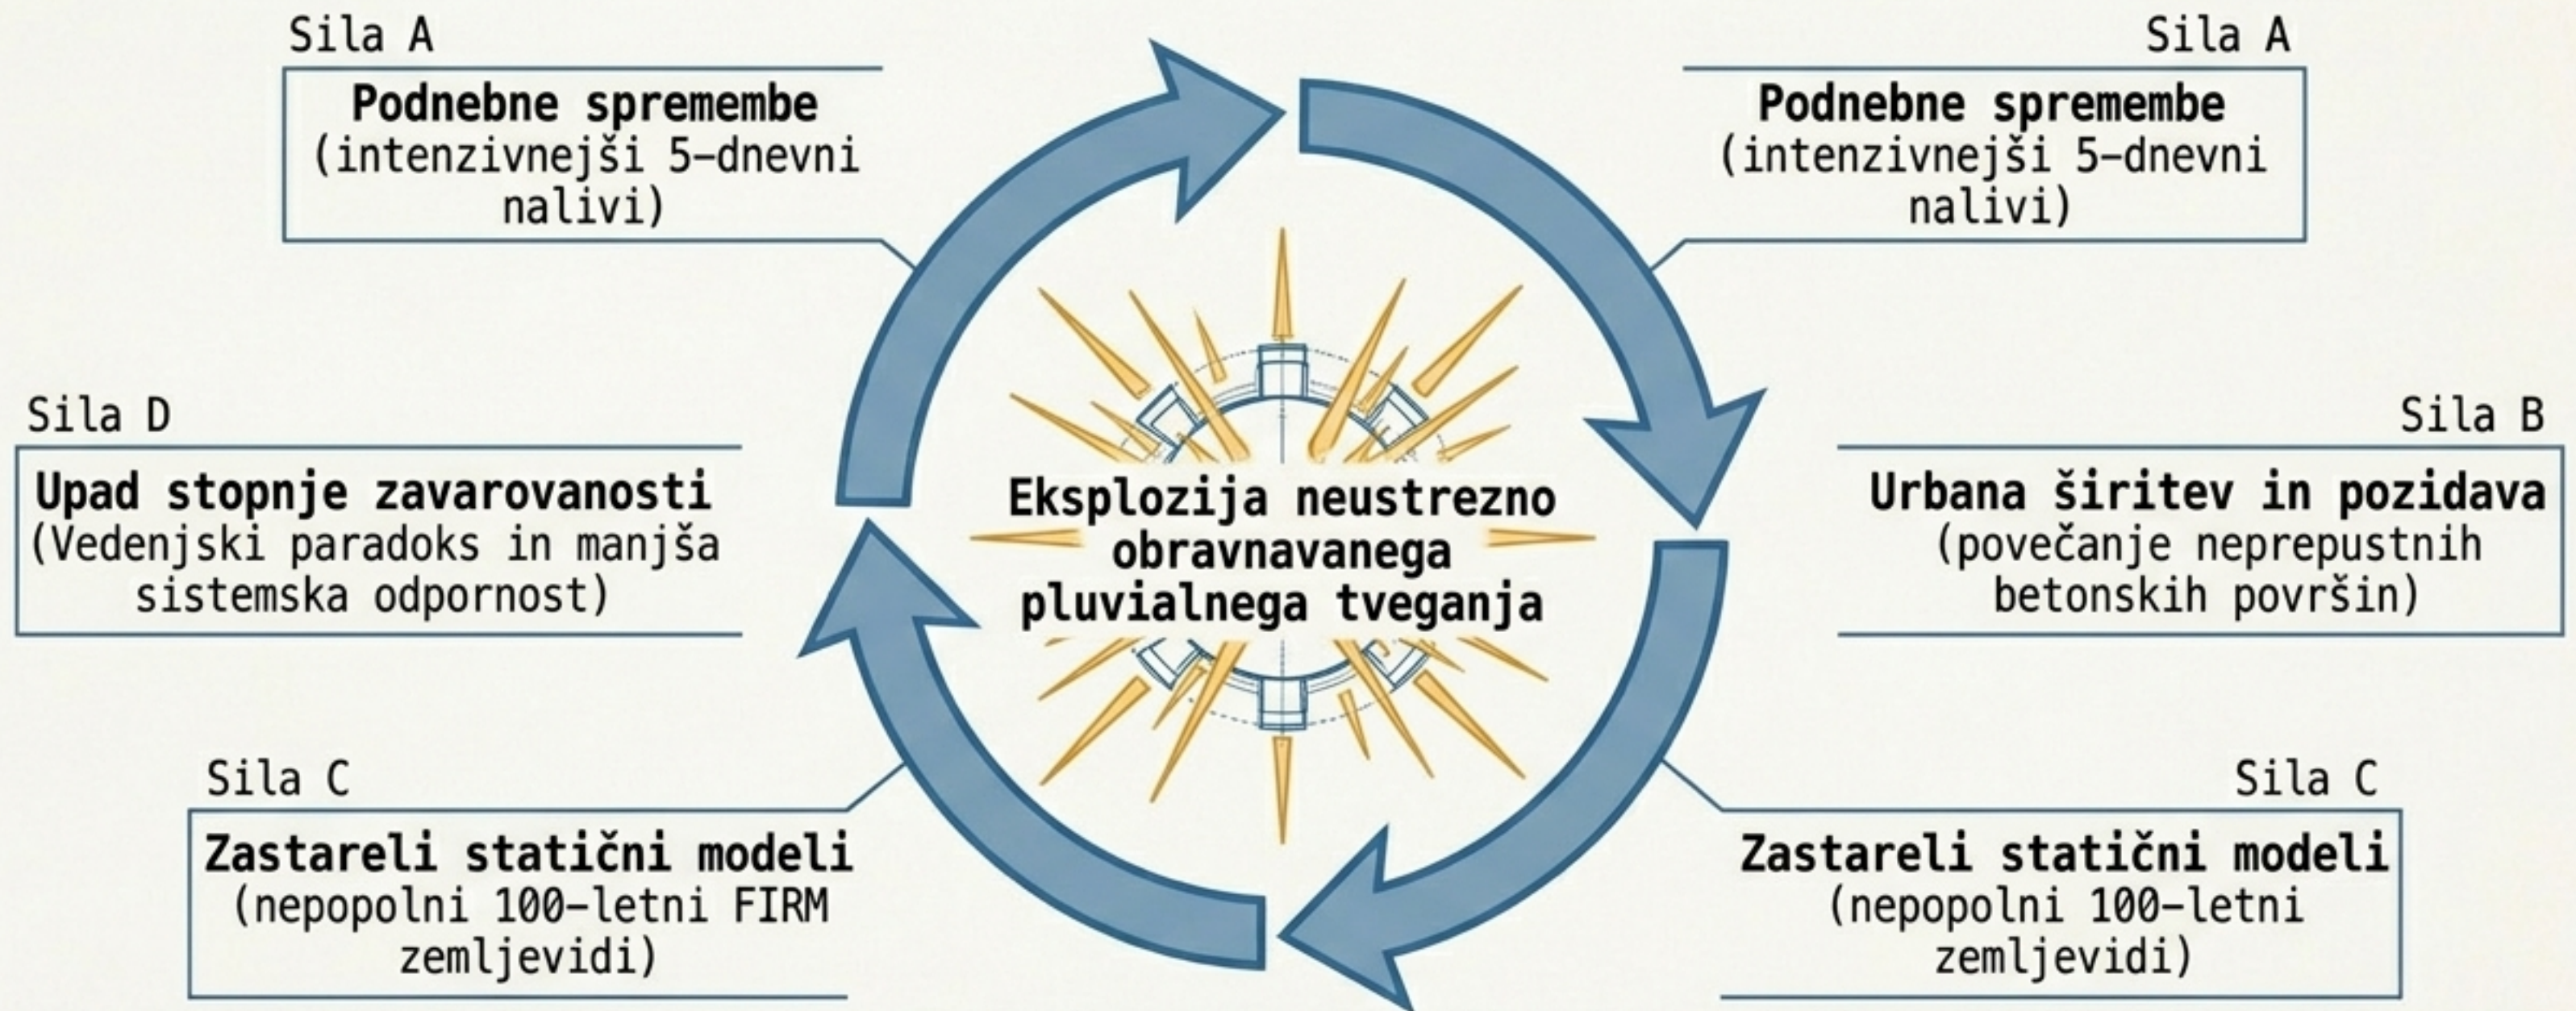 Sila A
Podnebne spremembe
(intenzivnejši 5–dnevni
nalivi)
Sila A
Podnebne spremembe
(intenzivnejši 5–dnevni
nalivi)
Sila D
Upad stopnje zavarovanosti
(Vedenjski paradoks in manjša
sistemska odpornost)
Eksplozija neustrezno
obravnavanega
pluvialnega tveganja
Sila B
Urbana širitev in pozidava
(povečanje neprepustnih
betonskih površin)
Sila C
Zastareli statični modeli
(nepopolni 100–letni FIRM
zemljevidi)
Sila C
Zastareli statični modeli
(nepopolni 100–letni
zemljevidi)